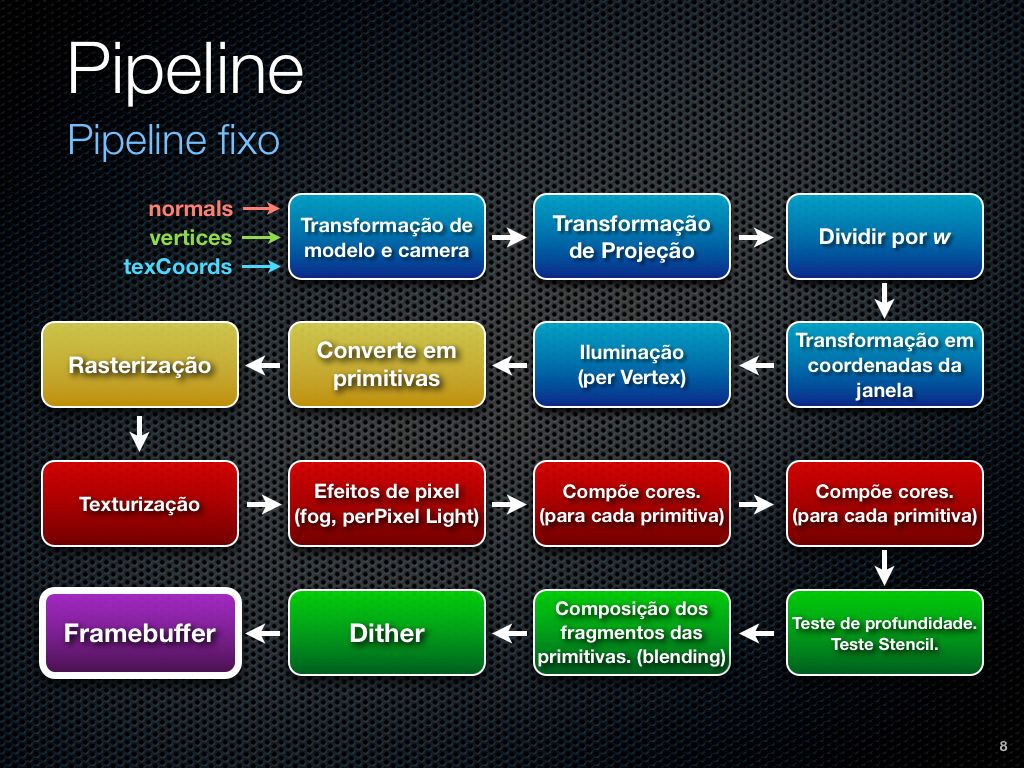 Pipeline
Pipeline fixo
normals
vertices
texCoords
Transformação de
modelo e camera
Transformação
de Projeção
Dividir por w
Rasterização
Converte em
primitivas
Iluminação
(per Vertex)
Transformação em
coordenadas da
janela
Texturização
Efeitos de pixel
(fog, perPixel Light)
Compõe cores.
(para cada primitiva)
Compõe cores.
(para cada primitiva)
Framebuffer
Dither
Composição dos
fragmentos das
primitivas. (blending)
Teste de profundidade.
Teste Stencil.
8